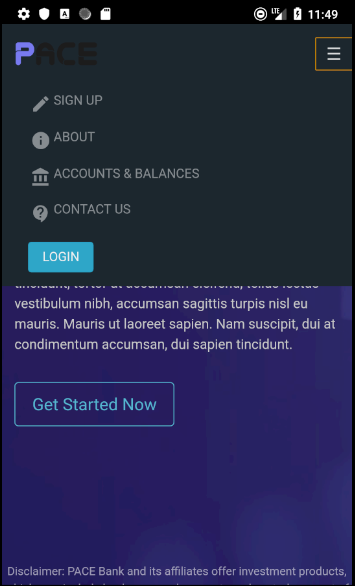 11:49
LTE
PACE
SIGN UP
ABOUT
ACCOUNTS & BALANCES
CONTACT US
LOGIN
vestibulum nibh, accumsan sagittis turpis nisl eu
mauris. Mauris ut laoreet sapien. Nam suscipit, dui at
condimentum accumsan, dui sapien tincidunt.
Get Started Now
Disclaimer: PACE Bank and its affiliates offer investment products,